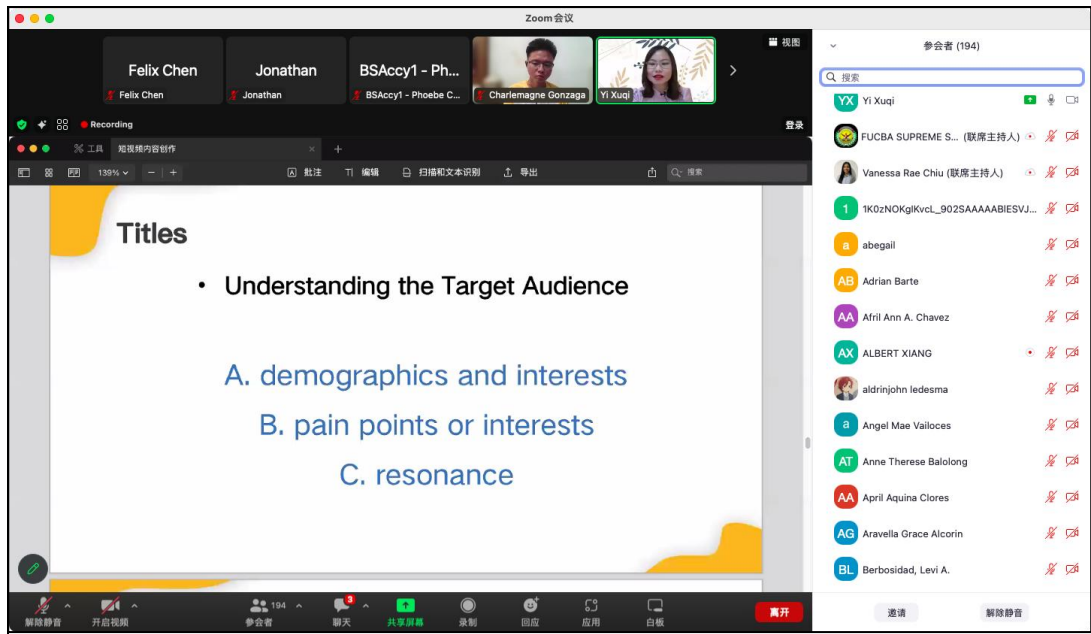 Zoom会议
Felix Chen
Jonathan
BSAccy1 - Ph...
Felix Chen
Jonathan
BSAccy1 - Phoebe C...
Charlemagne Gonzaga
Yi Xuqi
视图
Recording
登录
工具
短视频内容创作
139%
批注
编辑
扫描和文本识别
导出
搜索
Titles
• Understanding the Target Audience
A. demographics and interests
B. pain points or interests
C. resonance
解除静音
开启视频
194
参会者
3
聊天
共享屏幕
录制
回应
应用
白板
离开
参会者 (194)
搜索
YX Yi Xuqi
FUCBA SUPREME S... (联席主持人)
Vanessa Rae Chiu (联席主持人)
1 1K0zNOKglKvcL_902SAAAAABIESVJ...
a abegail
AB Adrian Barte
AA Afril Ann A. Chavez
AX ALBERT XIANG
aldrinjohn ledesma
a Angel Mae Vailoces
AT Anne Therese Balolong
AA April Aquina Clores
AG Aravella Grace Alcorin
BL Berbosidad, Levi A.
邀请
解除静音